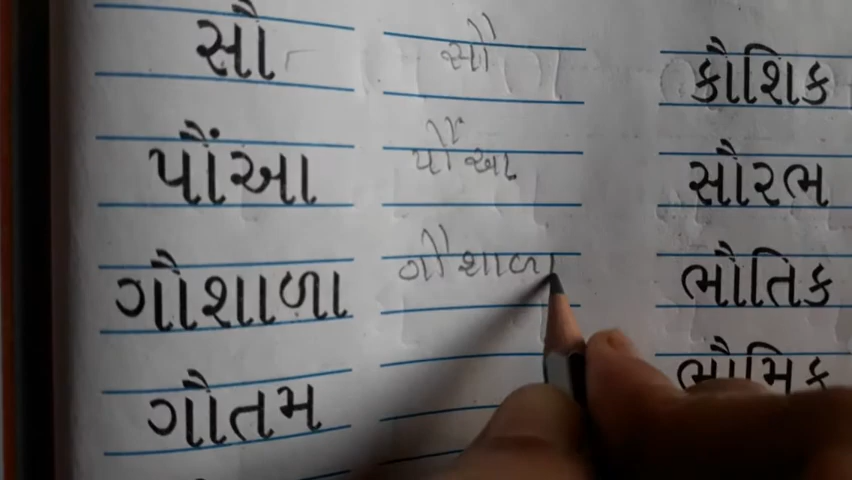 સૌ સૌ કૌશિક
પૌંઆ પૌંઆ સૌરભ
ગૌશાળા ગૌશાળા ભૌતિક
ગૌતમ ભૌમિક